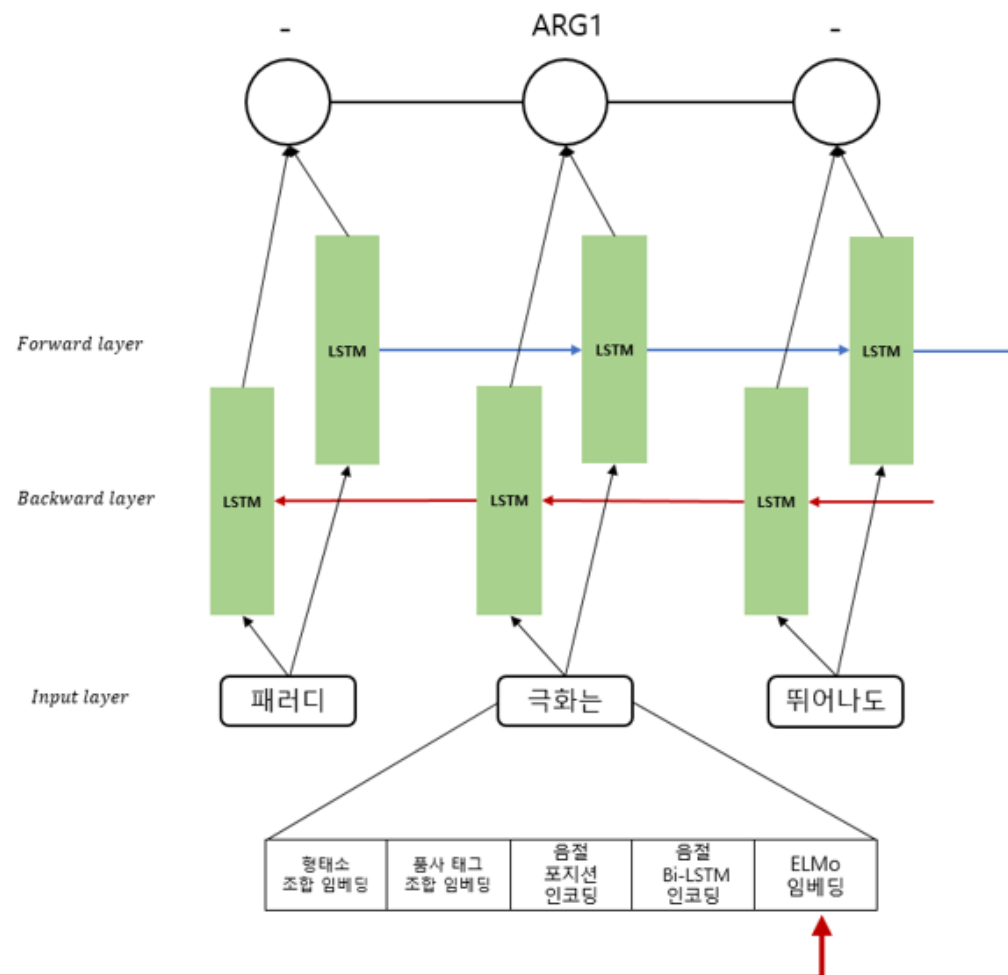 - ARG1 -
Forward layer
LSTM LSTM LSTM
Backward layer
LSTM LSTM LSTM
Input layer
패러디 극화는 뛰어나도
형태소
조합 임베딩
품사 태그
조합 임베딩
음절
포지션
인코딩
음절
Bi-LSTM
인코딩
ELMo
임베딩